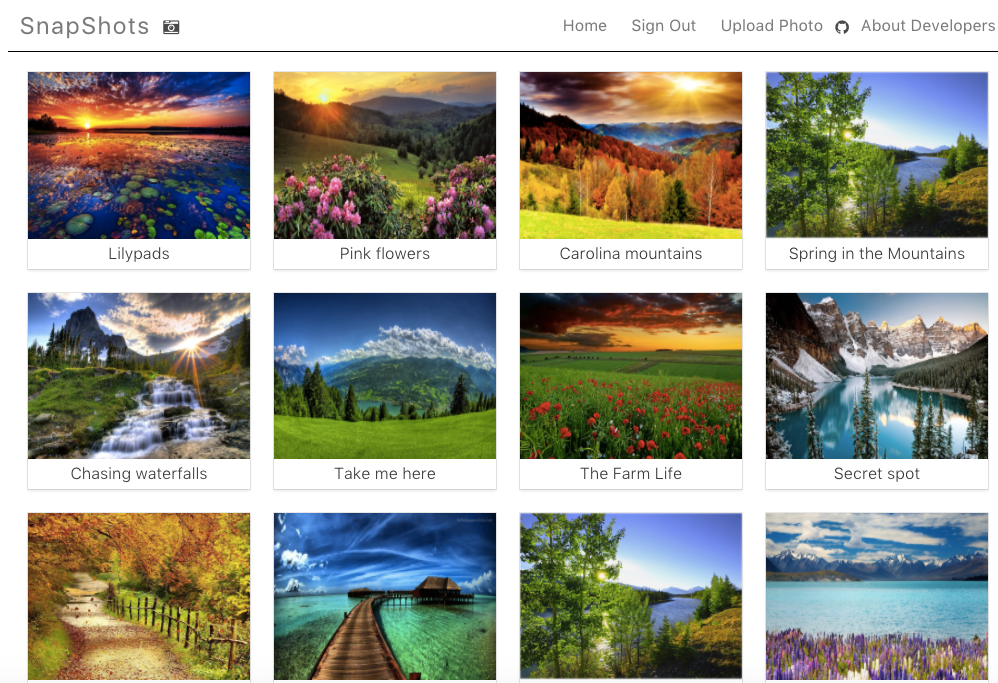 SnapShots
Home Sign Out Upload Photo About Developers
Lilypads
Pink flowers
Carolina mountains
Spring in the Mountains
Chasing waterfalls
Take me here
The Farm Life
Secret spot